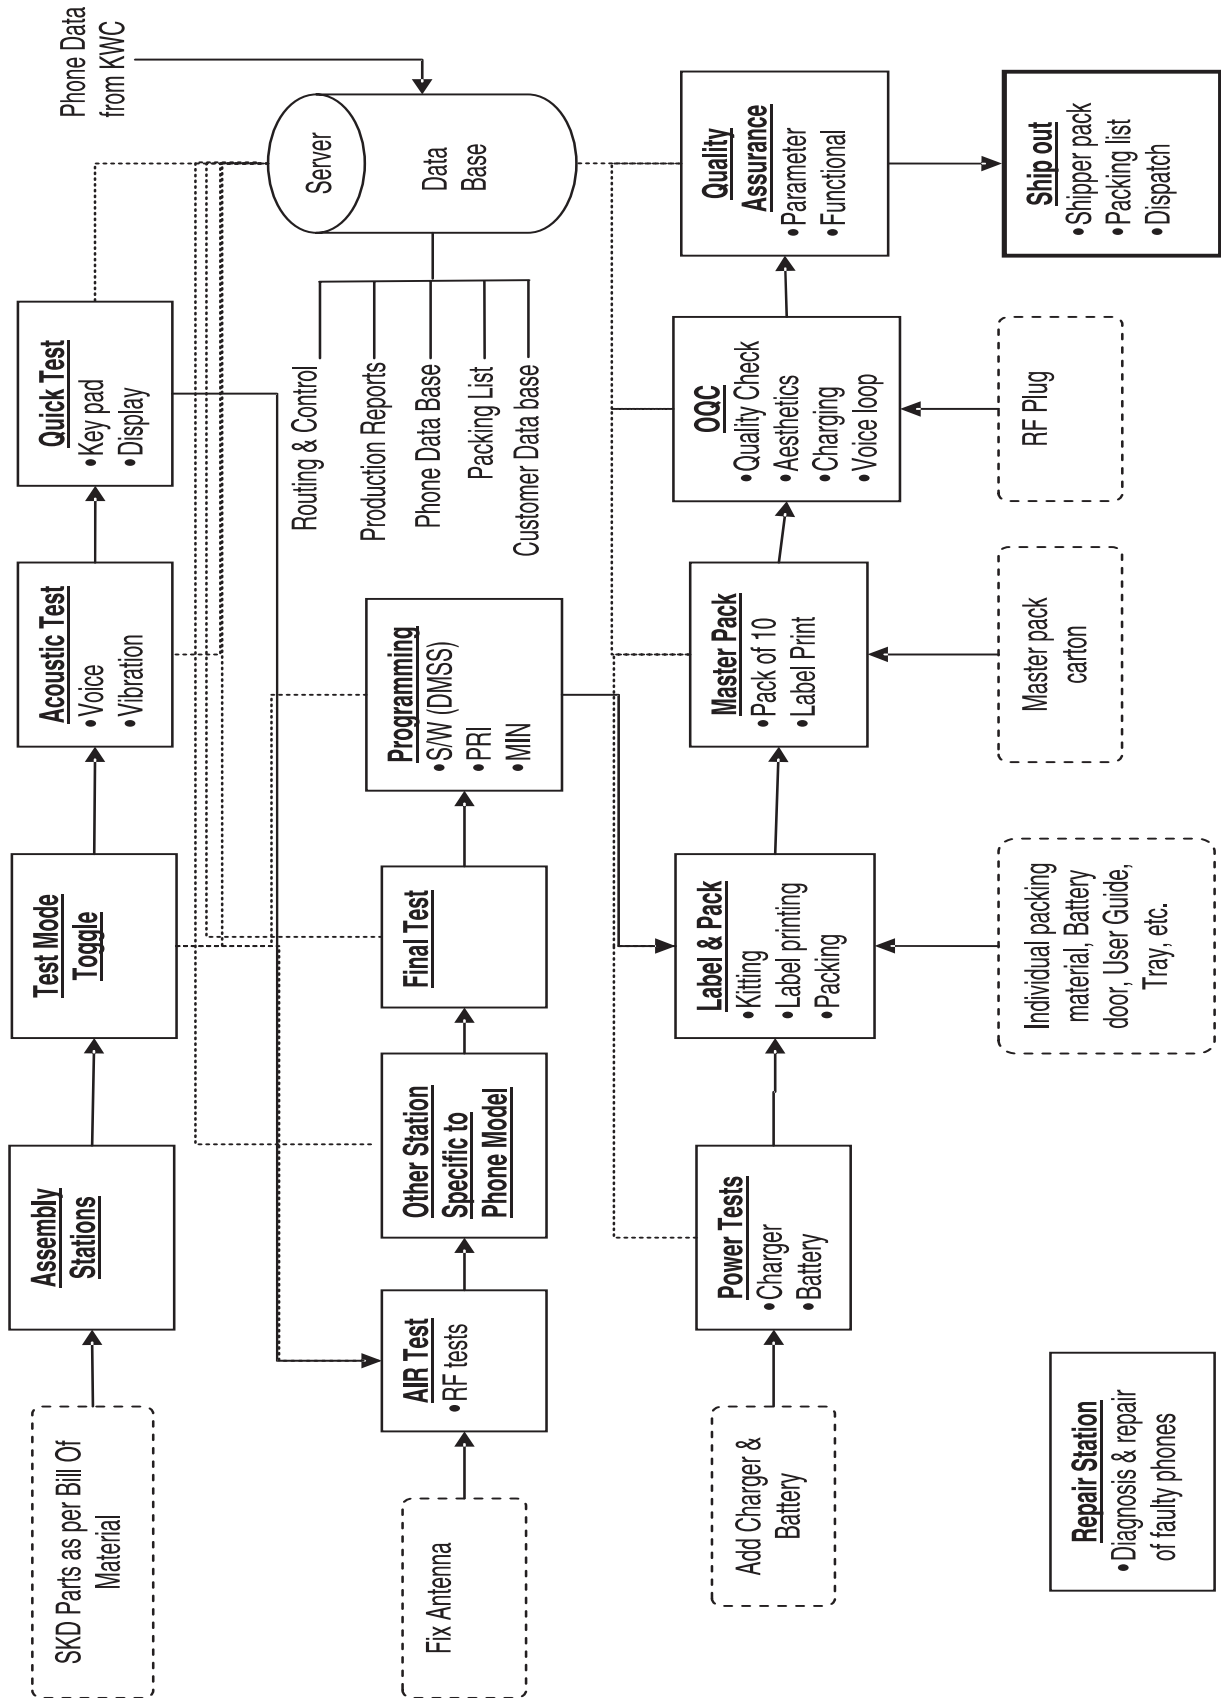 Phone Data
from KWC
SKD Parts as per Bill Of
Material
Assembly
Stations
Test Mode
Toggle
Acoustic Test
• Voice
• Vibration
Quick Test
• Key pad
• Display
Server
Data
Base
Routing & Control
Production Reports
Phone Data Base
Packing List
Customer Data base
Fix Antenna
AIR Test
• RF tests
Other Station
Specific to
Phone Model
Final Test
Programming
• S/W (DMSS)
• PRI
• MIN
Add Charger &
Battery
Power Tests
• Charger
• Battery
Label & Pack
• Kitting
• Label printing
• Packing
Master Pack
• Pack of 10
• Label Print
OQC
• Quality Check
• Aesthetics
• Charging
• Voice loop
Quality
Assurance
• Parameter
• Functional
Repair Station
• Diagnosis & repair
of faulty phones
Individual packing
material, Battery
door, User Guide,
Tray, etc.
Master pack
carton
RF Plug
Ship out
• Shipper pack
• Packing list
• Dispatch